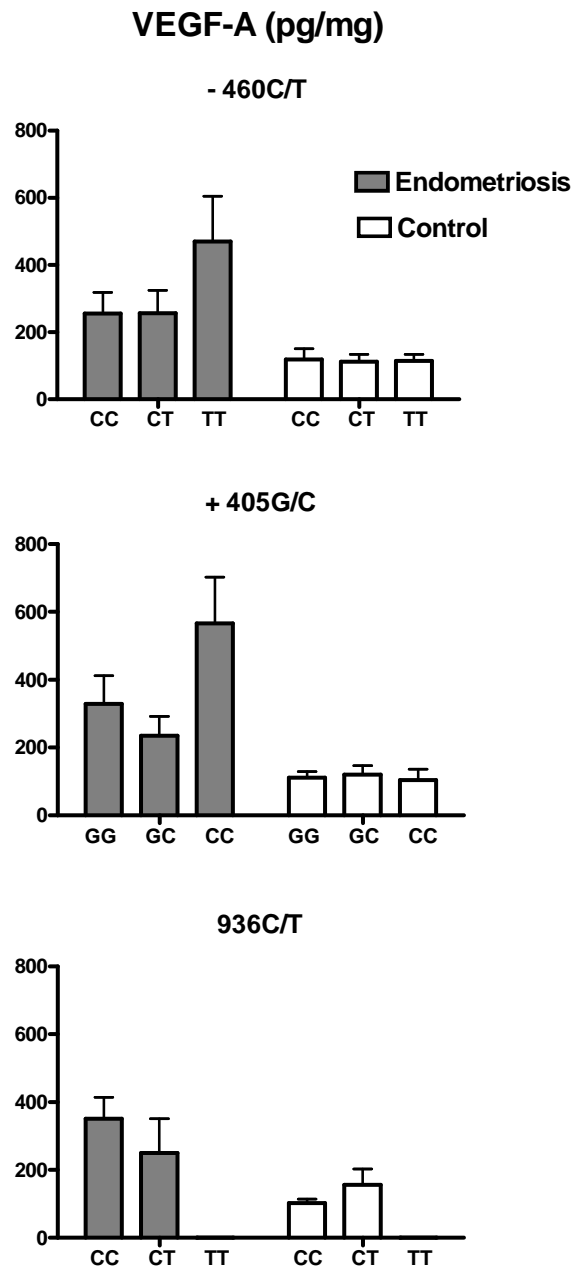 VEGF-A (pg/mg)
- 460C/T
800
600
400
200
0
Endometriosis
Control
CC CT TT CC CT TT
+ 405G/C
800
600
400
200
0
GG GC CC GG GC CC
936C/T
800
600
400
200
0
CC CT TT CC CT TT